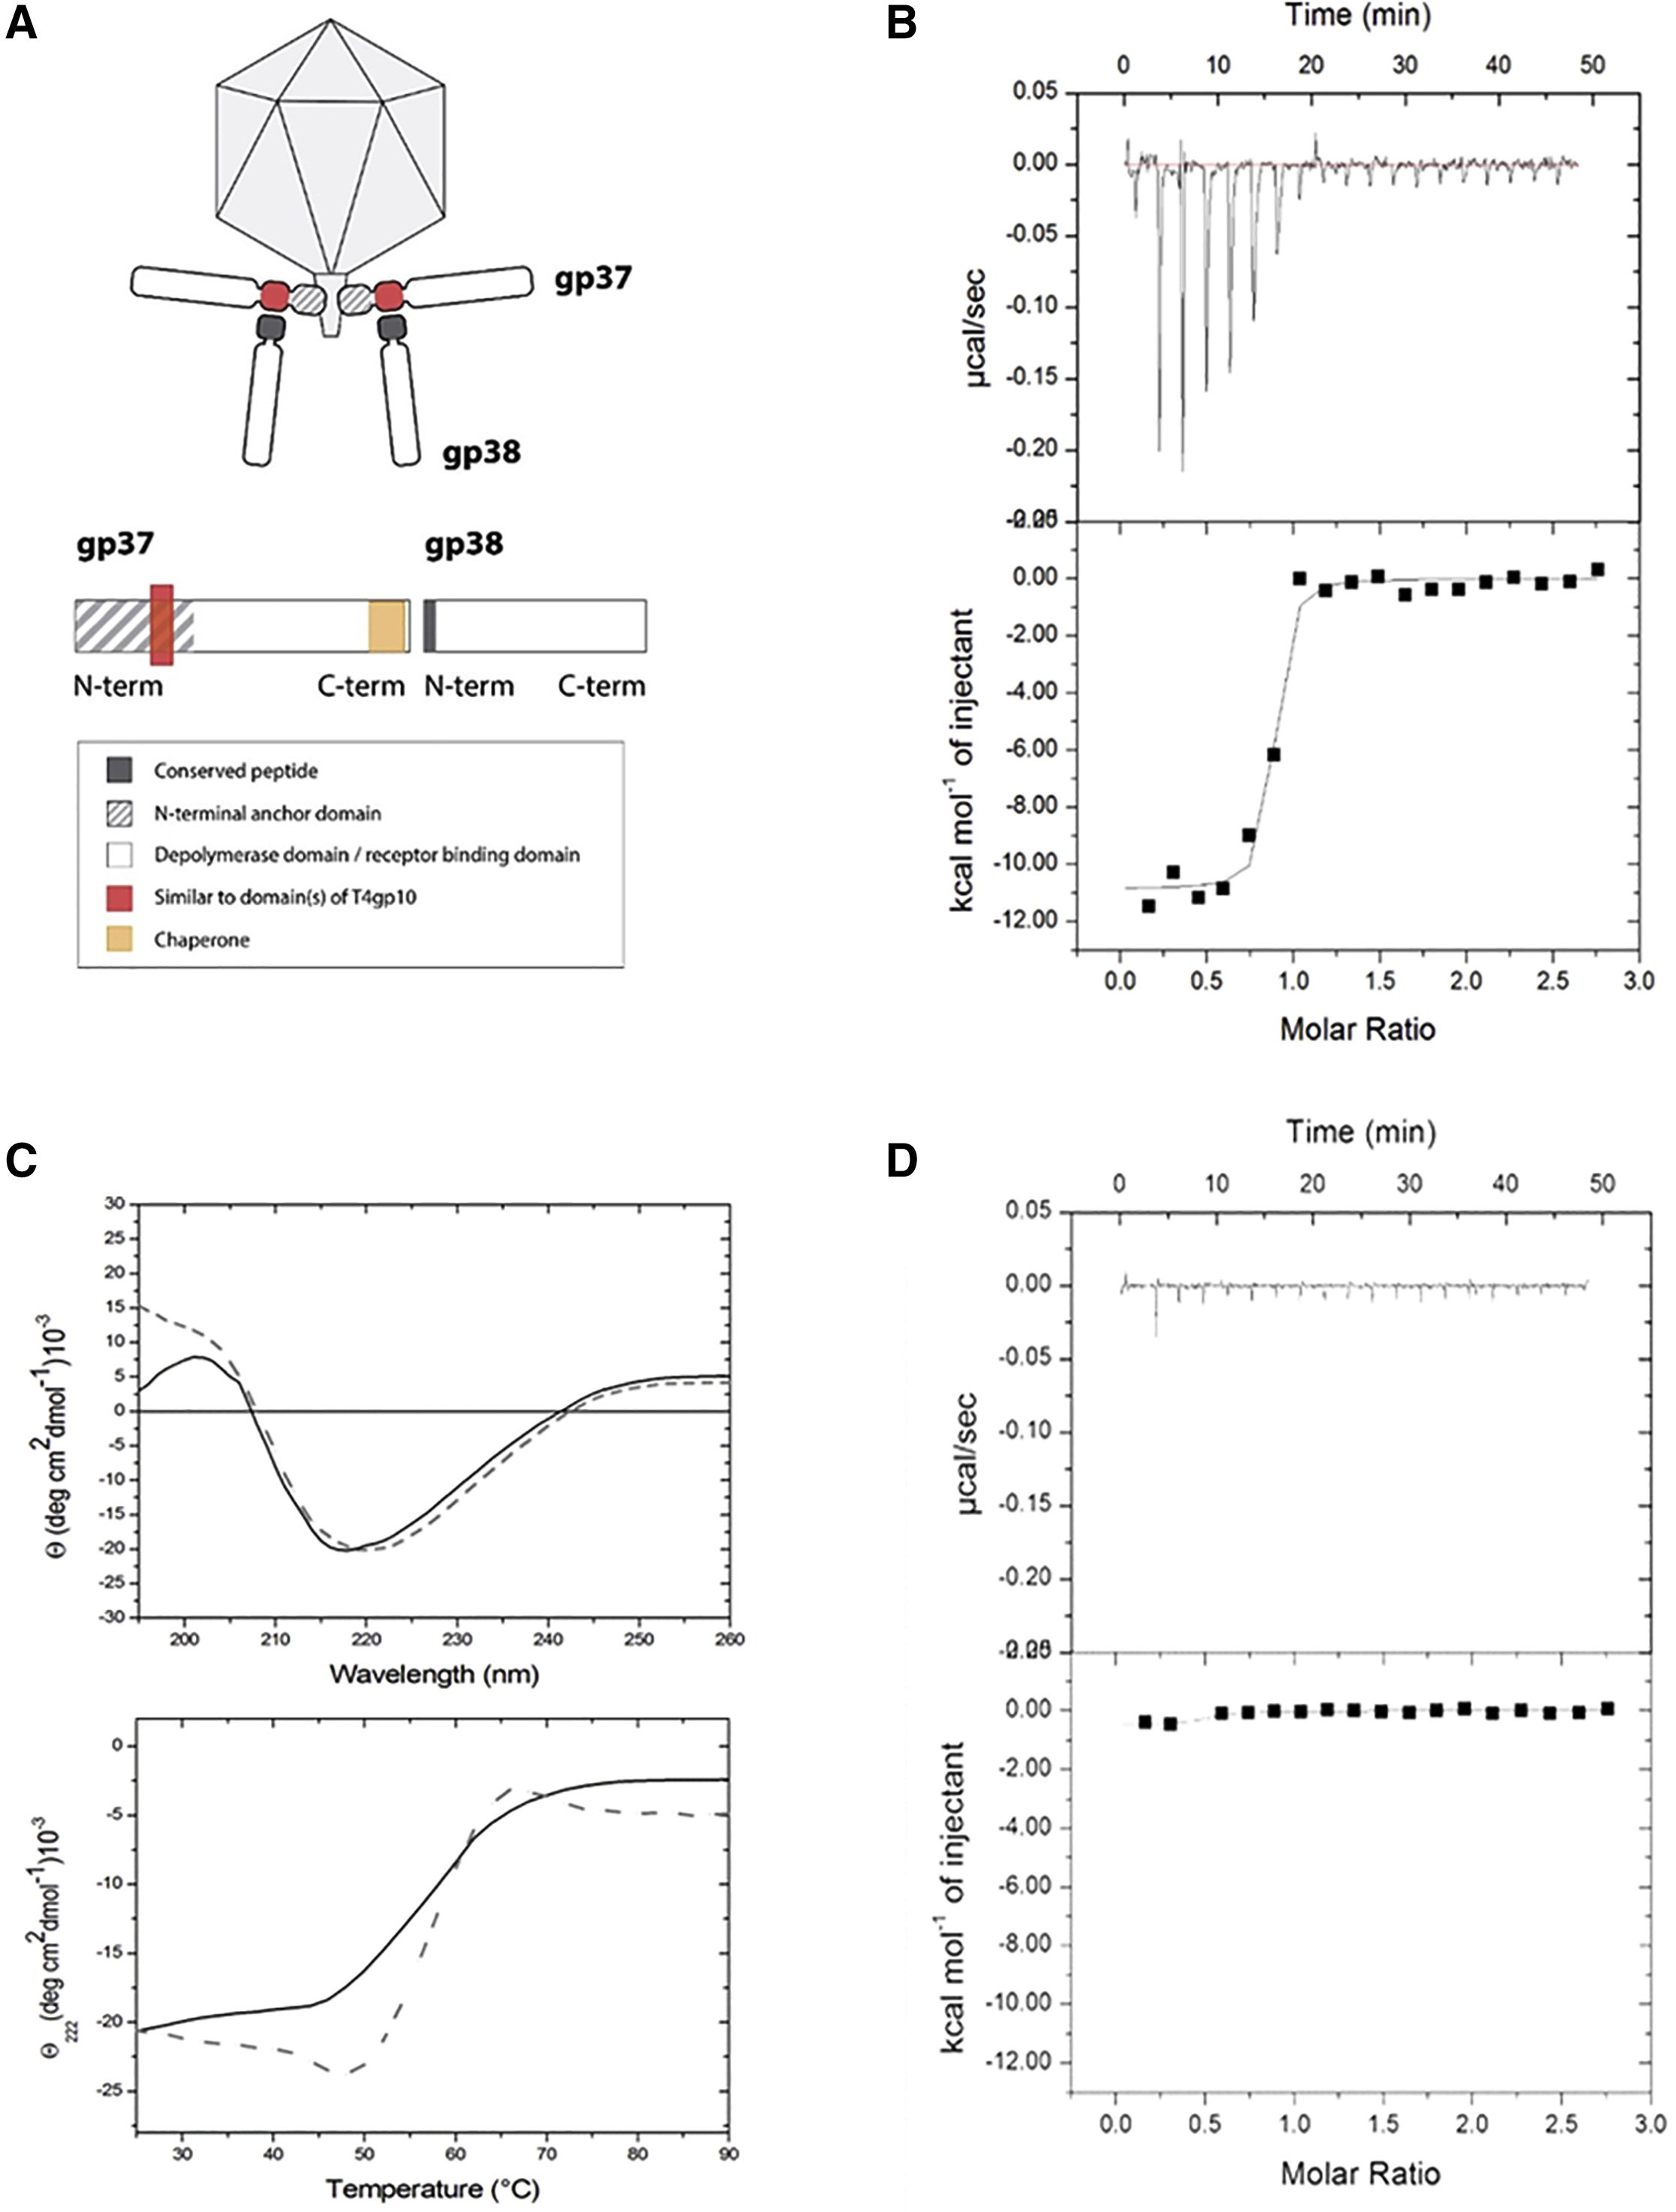 A
gp37
gp38
gp37
gp38
N-term
C-term
N-term
C-term
Conserved peptide
N-terminal anchor domain
Depolymerase domain / receptor binding domain
Similar to domain(s) of T4gp10
Chaperone
B
Time (min)
0 10 20 30 40 50
0.05
0.00
-0.05
-0.10
-0.15
-0.20
µcal/sec
0.00
-2.00
-4.00
-6.00
-8.00
-10.00
-12.00
kcal mol⁻¹ of injectant
0.0 0.5 1.0 1.5 2.0 2.5 3.0
Molar Ratio
C
30
25
20
15
10
5
0
-5
-10
-15
-20
-25
-30
Θ (deg cm²dmol⁻¹)10⁻³
200 210 220 230 240 250 260
Wavelength (nm)
0
-5
-10
-15
-20
-25
Θ₂₂₂ (deg cm²dmol⁻¹)10⁻³
30 40 50 60 70 80 90
Temperature (°C)
D
Time (min)
0 10 20 30 40 50
0.05
0.00
-0.05
-0.10
-0.15
-0.20
µcal/sec
0.00
-2.00
-4.00
-6.00
-8.00
-10.00
-12.00
kcal mol⁻¹ of injectant
0.0 0.5 1.0 1.5 2.0 2.5 3.0
Molar Ratio